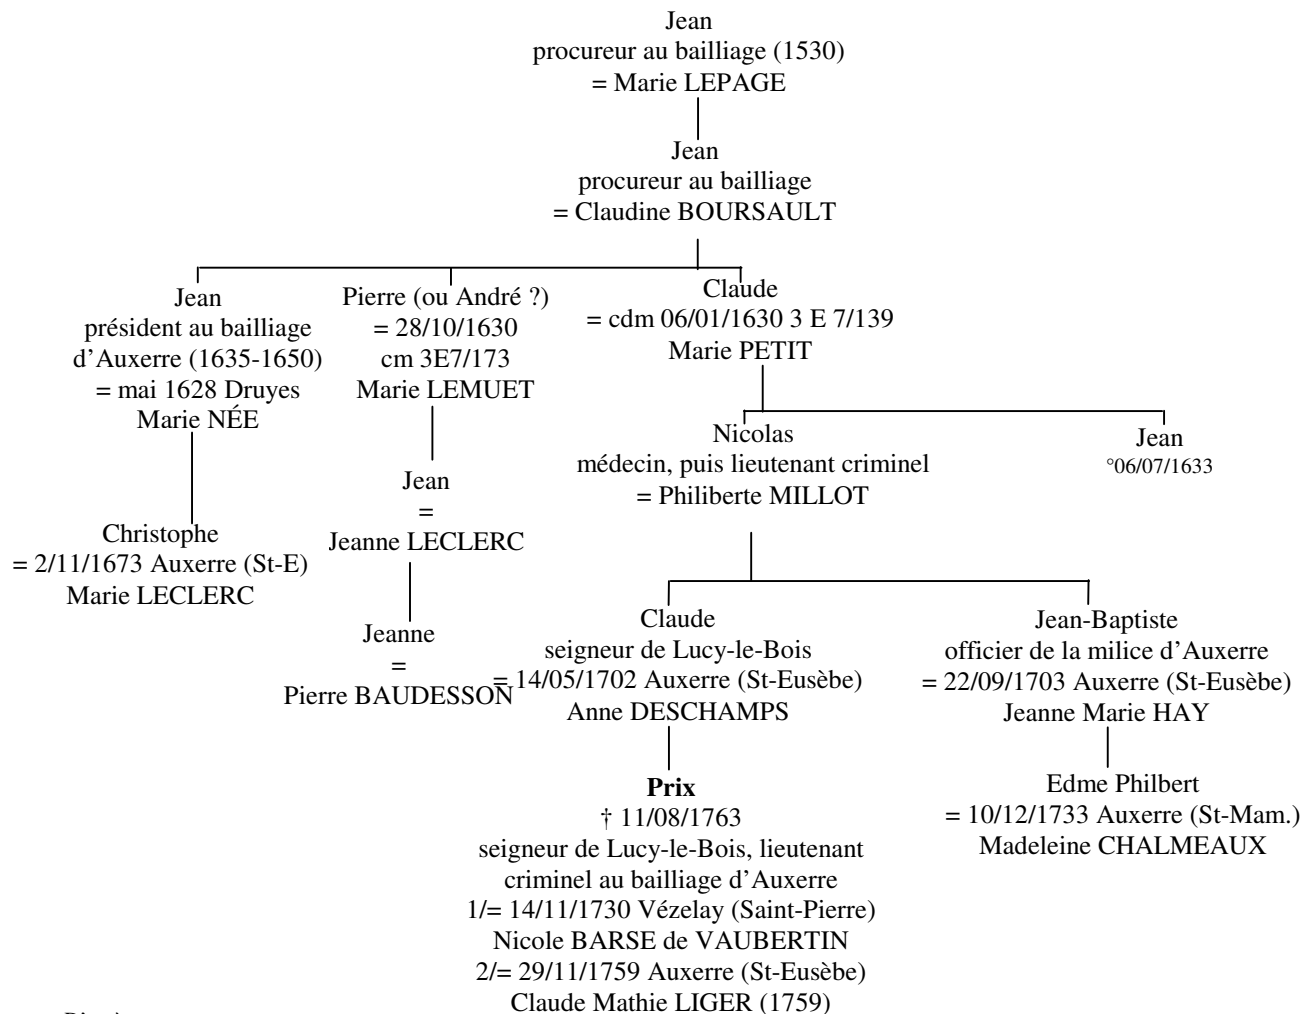 Jean
procureur au bailliage (1530)
= Marie LEPAGE
Jean
procureur au bailliage
= Claudine BOURSAULT
Jean
président au bailliage
d’Auxerre (1635-1650)
= mai 1628 Druyes
Marie NÉE
Pierre (ou André ?)
= 28/10/1630
cm 3E7/173
Marie LEMUET
Claude
= cdm 06/01/1630 3 E 7/139
Marie PETIT
Nicolas
médecin, puis lieutenant criminel
= Philiberte MILLOT
Jean
°06/07/1633
Christophe
= 2/11/1673 Auxerre (St-E)
Marie LECLERC
Jean
=
Jeanne LECLERC
Jeanne
=
Pierre BAUDESSON
Claude
seigneur de Lucy-le-Bois
= 14/05/1702 Auxerre (St-Eusèbe)
Anne DESCHAMPS
Jean-Baptiste
officier de la milice d’Auxerre
= 22/09/1703 Auxerre (St-Eusèbe)
Jeanne Marie HAY
Prix
† 11/08/1763
seigneur de Lucy-le-Bois, lieutenant
criminel au bailliage d’Auxerre
1/= 14/11/1730 Vézelay (Saint-Pierre)
Nicole BARSE de VAUBERTIN
2/= 29/11/1759 Auxerre (St-Eusèbe)
Claude Mathie LIGER (1759)
Edme Philbert
= 10/12/1733 Auxerre (St-Mam.)
Madeleine CHALMEAUX